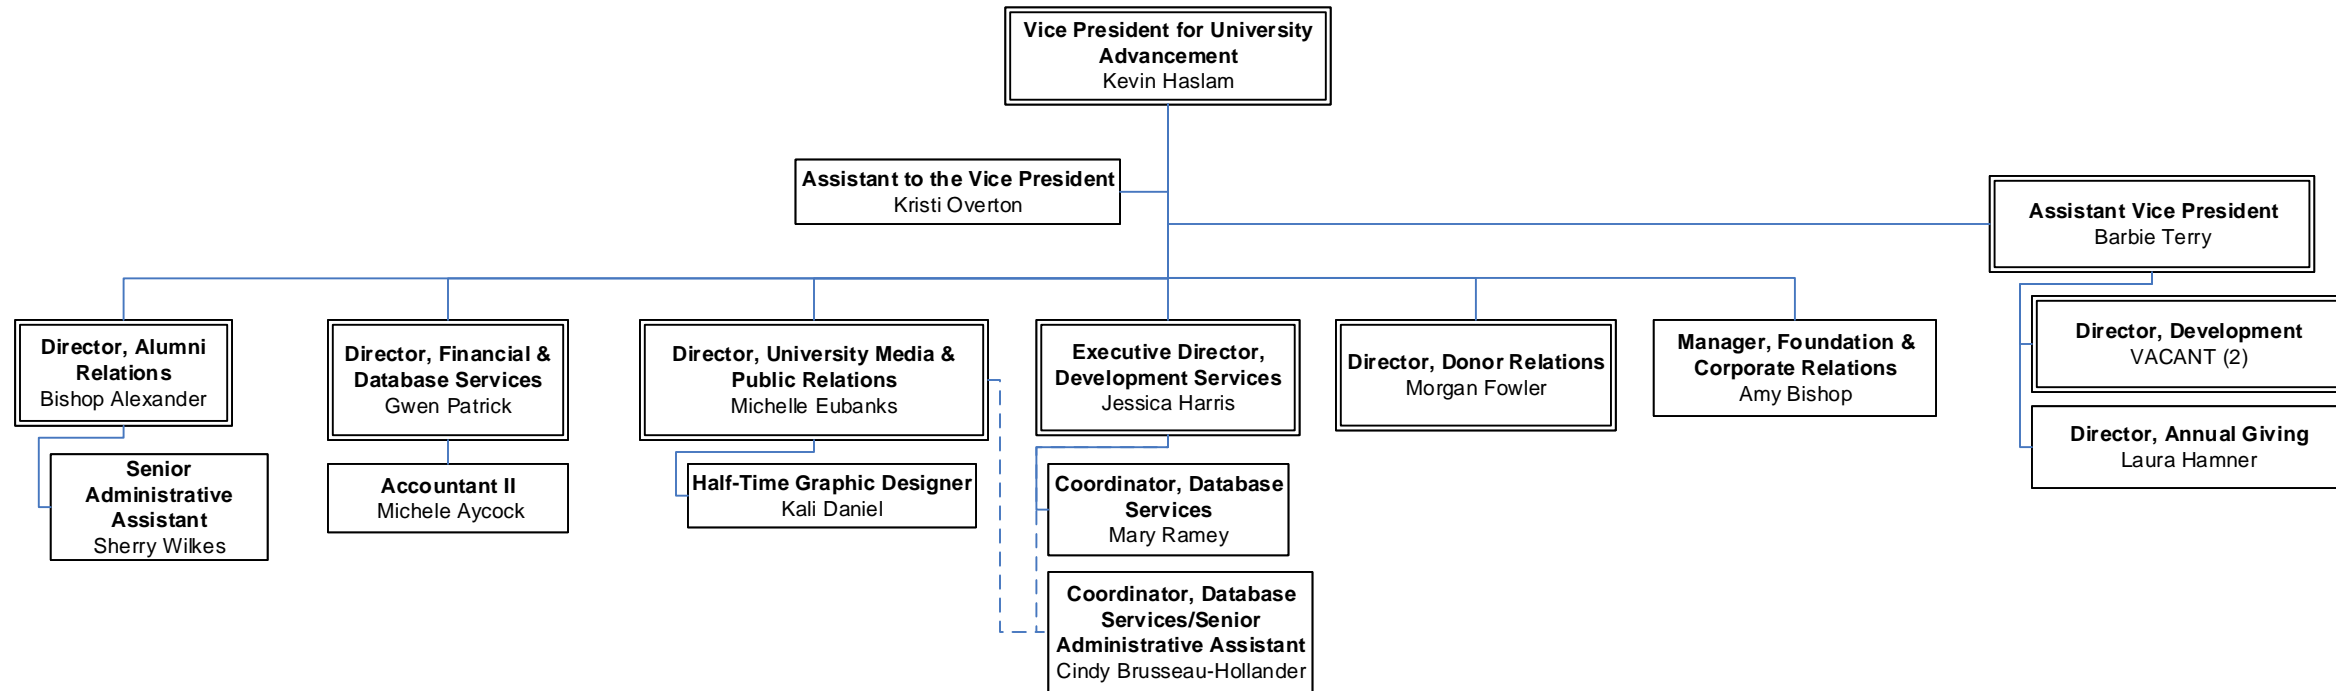 Vice President for University
Advancement
Kevin Haslam
Assistant to the Vice President
Kristi Overton
Assistant Vice President
Barbie Terry
Director, Alumni
Relations
Bishop Alexander
Director, Financial &
Database Services
Gwen Patrick
Director, University Media &
Public Relations
Michelle Eubanks
Executive Director,
Development Services
Jessica Harris
Director, Donor Relations
Morgan Fowler
Manager, Foundation &
Corporate Relations
Amy Bishop
Director, Development
VACANT (2)
Director, Annual Giving
Laura Hamner
Senior
Administrative
Assistant
Sherry Wilkes
Accountant II
Michele Aycock
Half-Time Graphic Designer
Kali Daniel
Coordinator, Database
Services
Mary Ramey
Coordinator, Database
Services/Senior
Administrative Assistant
Cindy Brusseau-Hollander